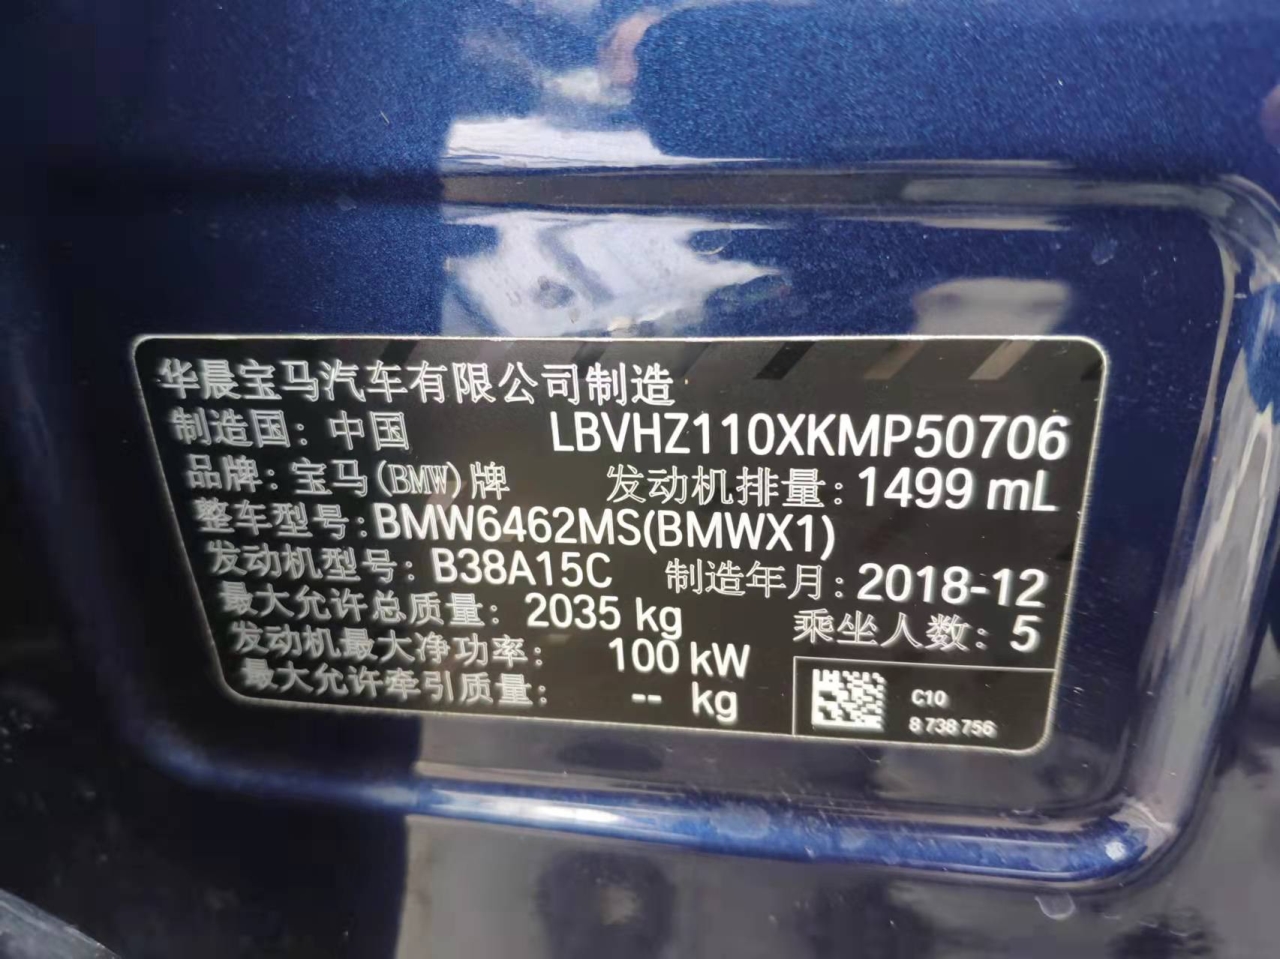 华晨宝马汽车有限公司制造
制造国: 中国 LBVHZ110XKMP50706
品牌: 宝马(BMW)牌 发动机排量: 1499 mL
整车型号: BMW6462MS(BMWX1)
发动机型号: B38A15C 制造年月: 2018-12
最大允许总质量: 2035 kg 乘坐人数: 5
发动机最大净功率: 100 kW
最大允许牵引质量: -- kg
C10
8 738 756